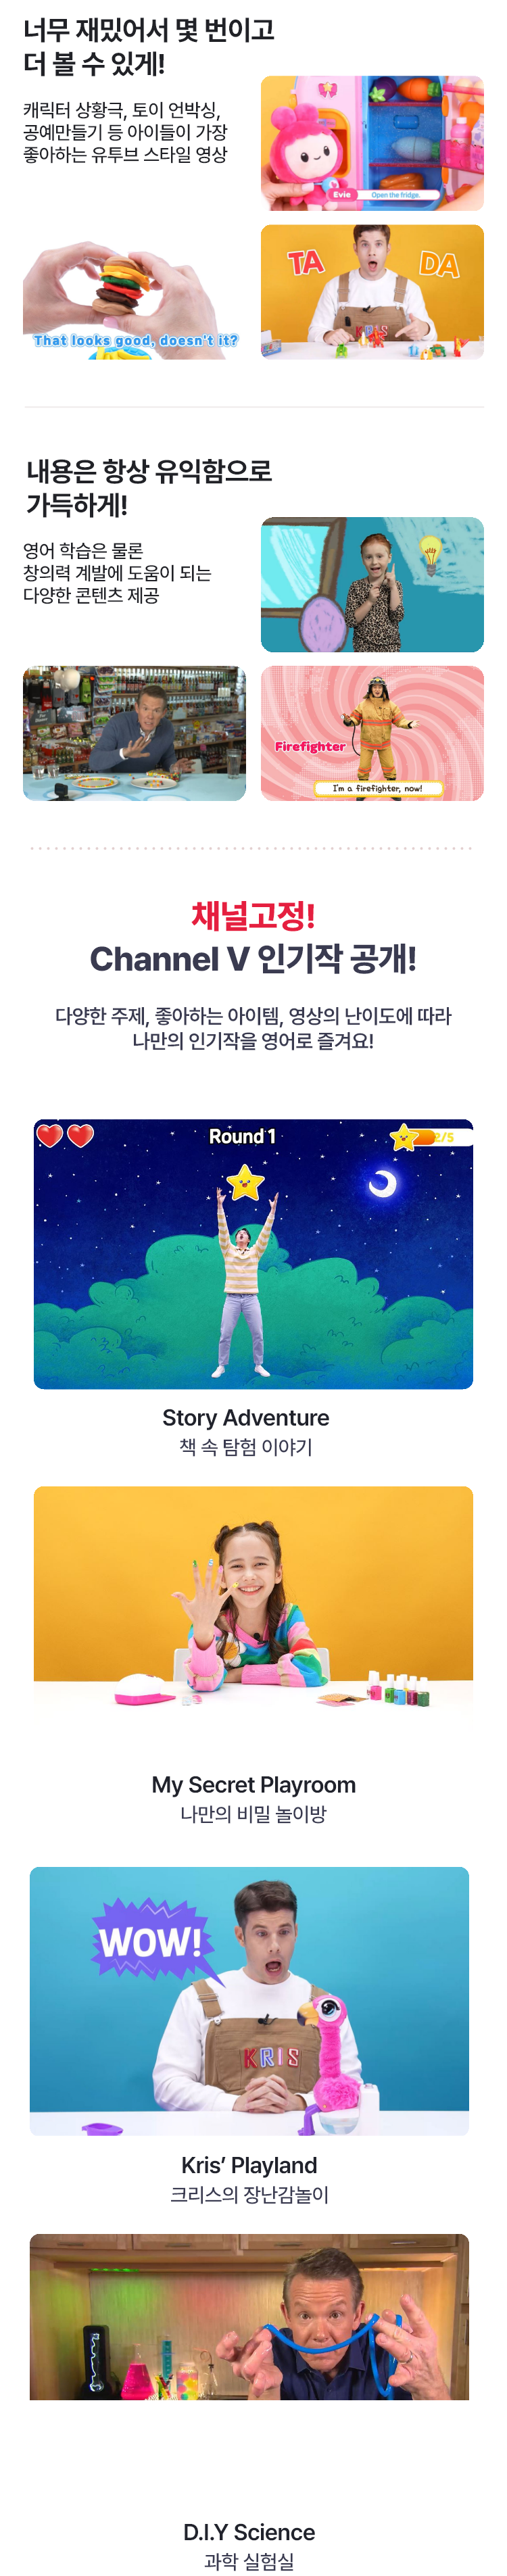 너무 재밌어서 몇 번이고
더 볼 수 있게!
캐릭터 상황극, 토이 언박싱,
공예만들기 등 아이들이 가장
좋아하는 유투브 스타일 영상
Evie Open the fridge.
That looks good, doesn't it?
TA DA
KRIS
내용은 항상 유익함으로
가득하게!
영어 학습은 물론
창의력 계발에 도움이 되는
다양한 콘텐츠 제공
Firefighter
I'm a firefighter, now!
채널고정!
Channel V 인기작 공개!
다양한 주제, 좋아하는 아이템, 영상의 난이도에 따라
나만의 인기작을 영어로 즐겨요!
Round 1
2/5
Story Adventure
책 속 탐험 이야기
My Secret Playroom
나만의 비밀 놀이방
WOW!
KRIS
Kris’ Playland
크리스의 장난감놀이
D.I.Y Science
과학 실험실